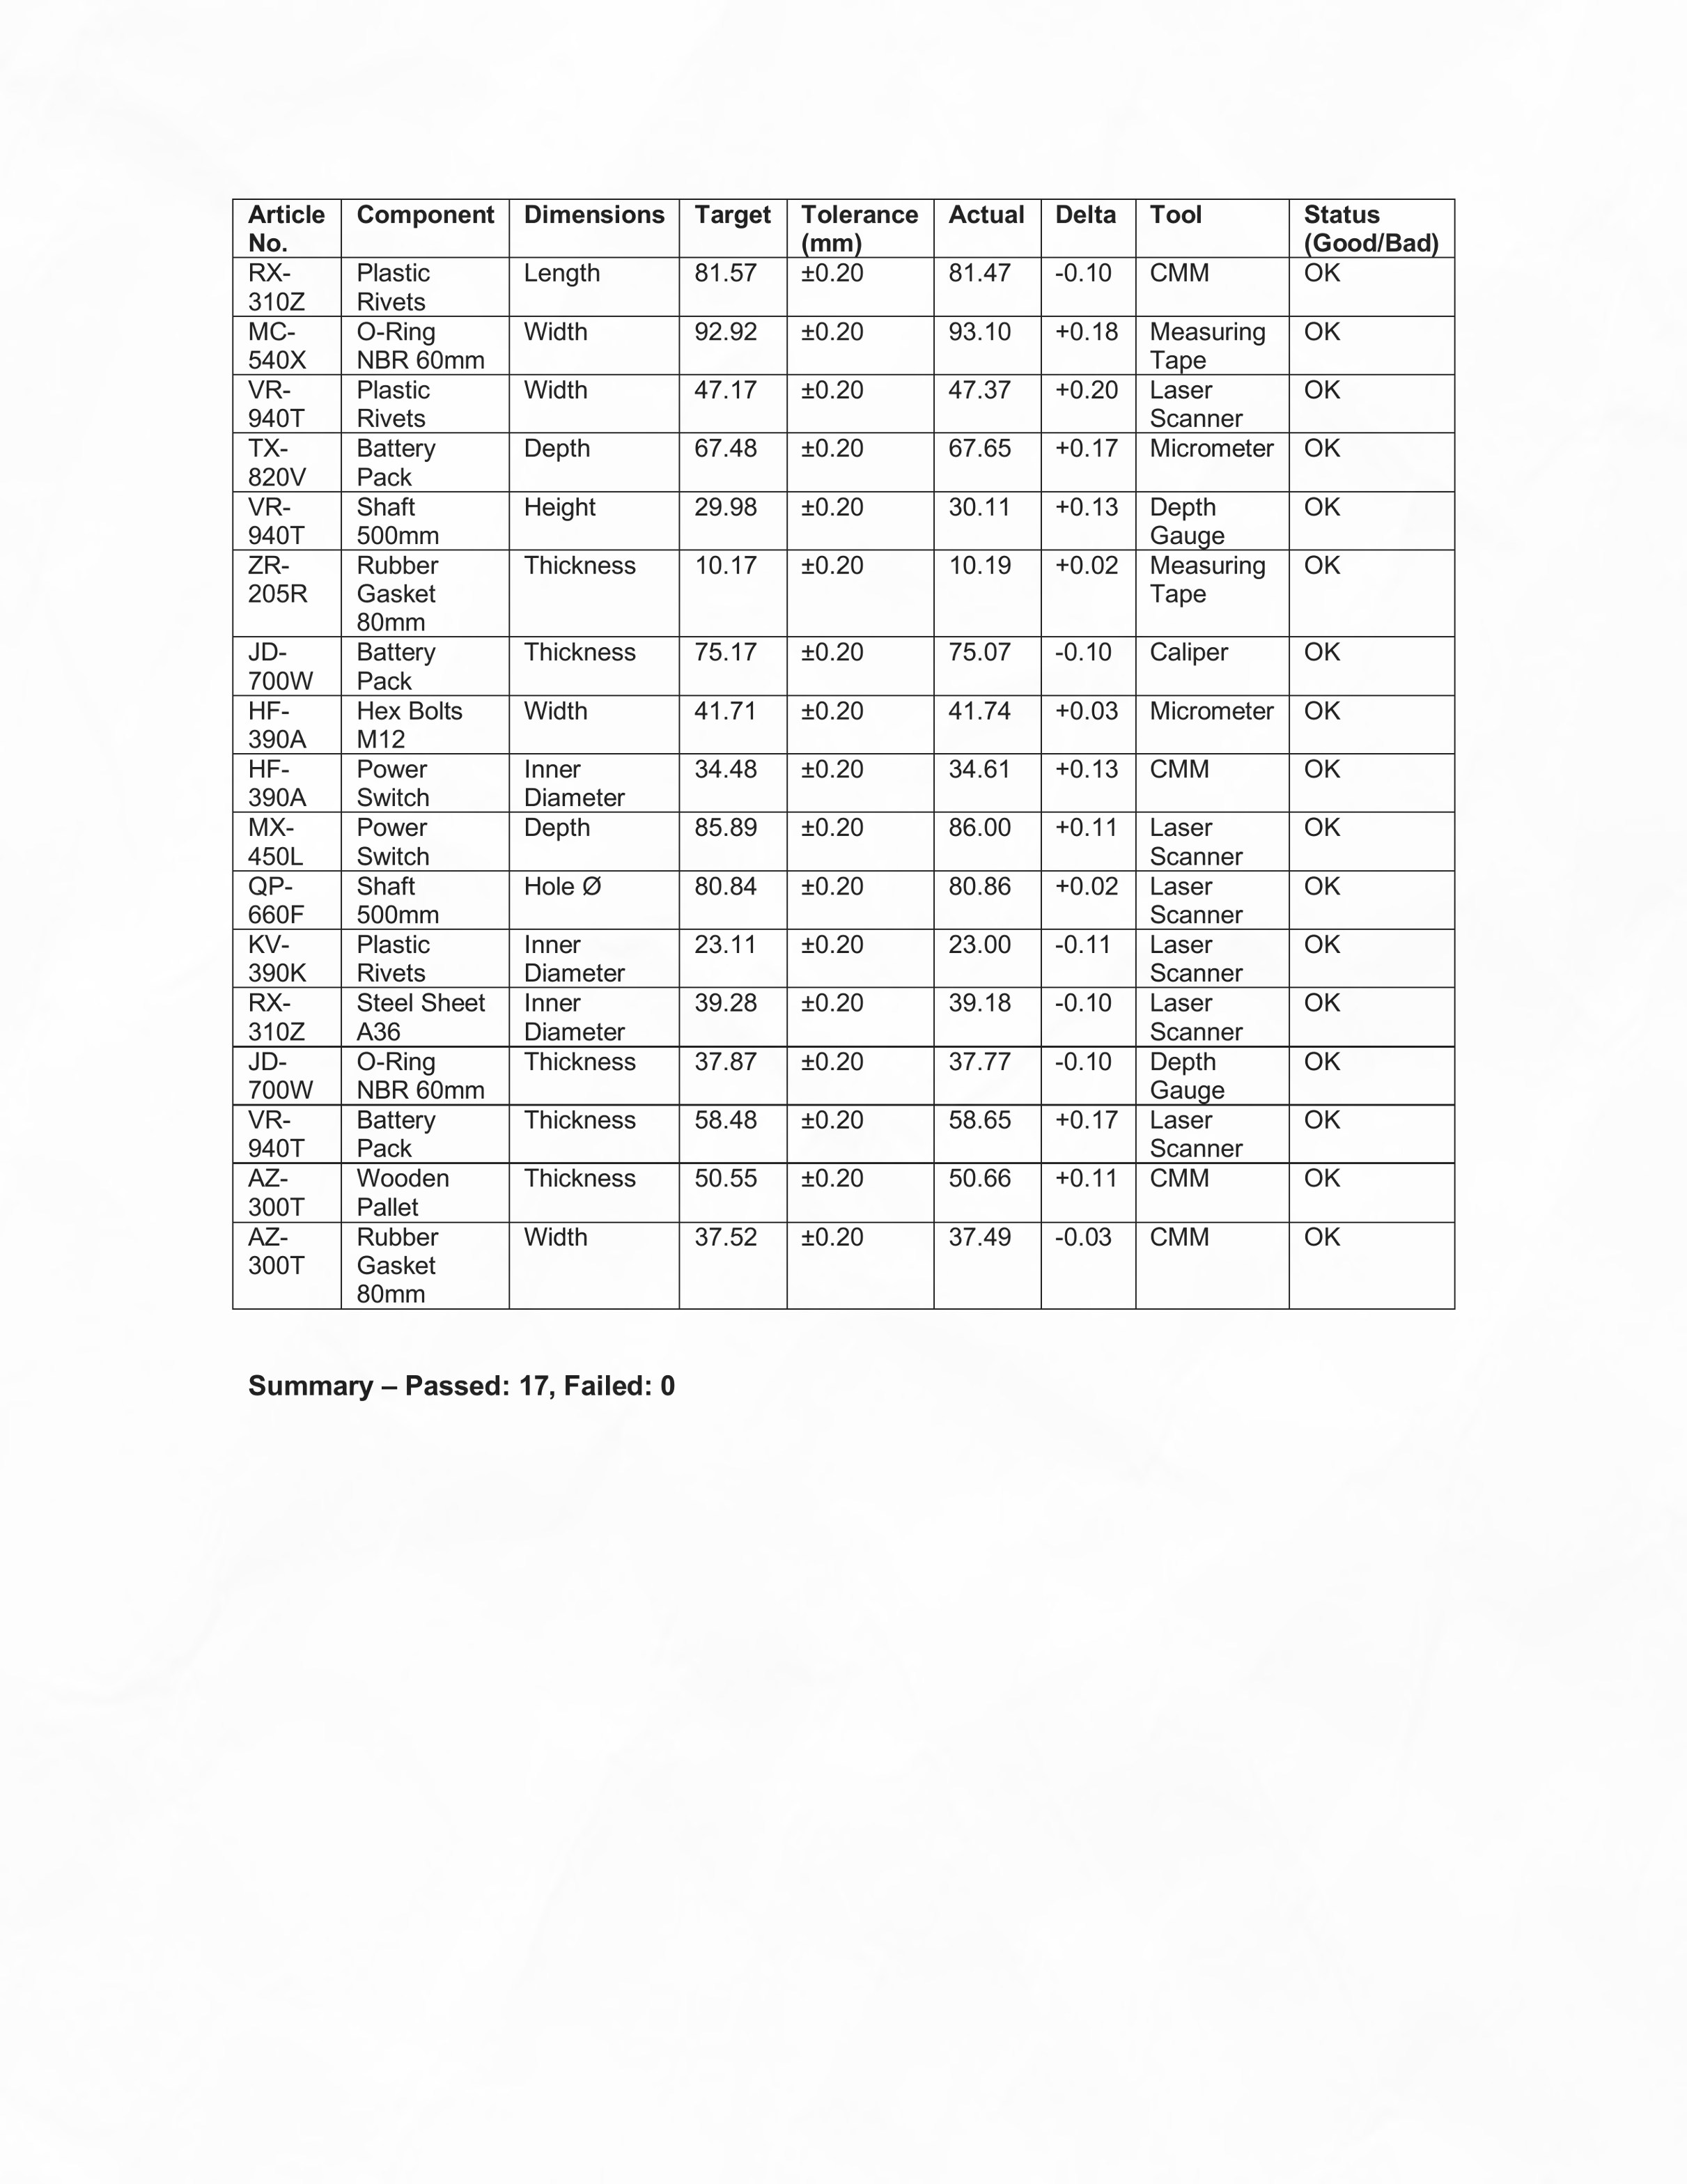 Article No. Component Dimensions Target Tolerance (mm) Actual Delta Tool Status (Good/Bad)
RX-310Z Plastic Rivets Length 81.57 ±0.20 81.47 -0.10 CMM OK
MC-540X O-Ring NBR 60mm Width 92.92 ±0.20 93.10 +0.18 Measuring Tape OK
VR-940T Plastic Rivets Width 47.17 ±0.20 47.37 +0.20 Laser Scanner OK
TX-820V Battery Pack Depth 67.48 ±0.20 67.65 +0.17 Micrometer OK
VR-940T Shaft 500mm Height 29.98 ±0.20 30.11 +0.13 Depth Gauge OK
ZR-205R Rubber Gasket 80mm Thickness 10.17 ±0.20 10.19 +0.02 Measuring Tape OK
JD-700W Battery Pack Thickness 75.17 ±0.20 75.07 -0.10 Caliper OK
HF-390A Hex Bolts M12 Width 41.71 ±0.20 41.74 +0.03 Micrometer OK
HF-390A Power Switch Inner Diameter 34.48 ±0.20 34.61 +0.13 CMM OK
MX-450L Power Switch Depth 85.89 ±0.20 86.00 +0.11 Laser Scanner OK
QP-660F Shaft 500mm Hole Ø 80.84 ±0.20 80.86 +0.02 Laser Scanner OK
KV-390K Plastic Rivets Inner Diameter 23.11 ±0.20 23.00 -0.11 Laser Scanner OK
RX-310Z Steel Sheet A36 Inner Diameter 39.28 ±0.20 39.18 -0.10 Laser Scanner OK
JD-700W O-Ring NBR 60mm Thickness 37.87 ±0.20 37.77 -0.10 Depth Gauge OK
VR-940T Battery Pack Thickness 58.48 ±0.20 58.65 +0.17 Laser Scanner OK
AZ-300T Wooden Pallet Thickness 50.55 ±0.20 50.66 +0.11 CMM OK
AZ-300T Rubber Gasket 80mm Width 37.52 ±0.20 37.49 -0.03 CMM OK
Summary – Passed: 17, Failed: 0